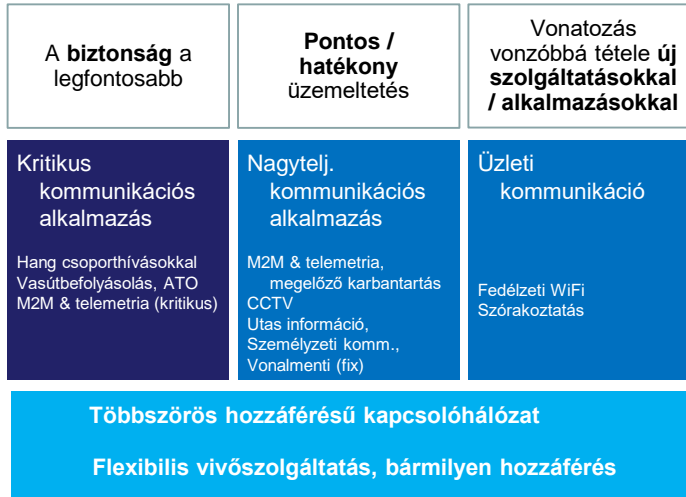 A biztonság a
legfontosabb
Pontos /
hatékony
üzemeltetés
Vonatozás
vonzóbbá tétele új
szolgáltatásokkal
/ alkalmazásokkal
Kritikus
kommunikációs
alkalmazás
Hang csoporthívásokkal
Vasútbefolyásolás, ATO
M2M & telemetria (kritikus)
Nagytelj.
kommunikációs
alkalmazás
M2M & telemetria,
megelőző karbantartás
CCTV
Utas információ,
Személyzeti komm.,
Vonalmenti (fix)
Üzleti
kommunikáció
Fedélzeti WiFi
Szórakoztatás
Többszörös hozzáférésű kapcsolóhálózat
Flexibilis vivőszolgáltatás, bármilyen hozzáférés